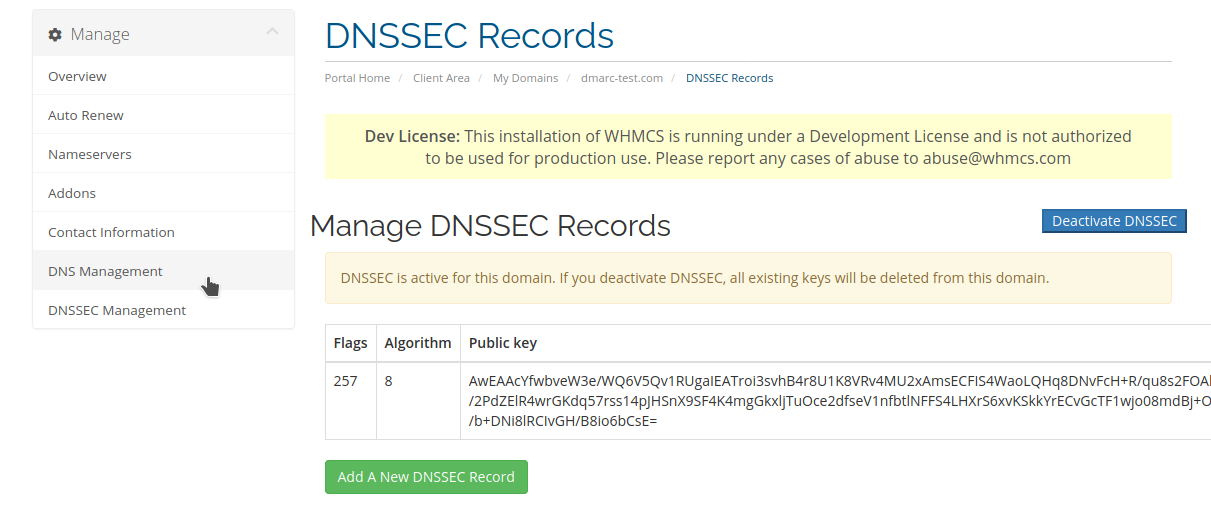 Manage
Overview
Auto Renew
Nameservers
Addons
Contact Information
DNS Management
DNSSEC Management
DNSSEC Records
Portal Home / Client Area / My Domains / dmarc-test.com / DNSSEC Records
Dev License: This installation of WHMCS is running under a Development License and is not authorized
to be used for production use. Please report any cases of abuse to abuse@whmcs.com
Manage DNSSEC Records
Deactivate DNSSEC
DNSSEC is active for this domain. If you deactivate DNSSEC, all existing keys will be deleted from this domain.
Flags Algorithm Public key
257 8 AwEAAcYfwbveW3e/WQ6V5Qv1RUgaIEATroi3svhB4r8U1K8VRv4MU2xAmsECFIS4WaoLQHq8DNvFcH+R/qu8s2FOAl
/2PdZElR4wrGKdq57rss14pJHSnX9SF4K4mgGkxljTuOce2dfseV1nfbtlNFFS4LHXrS6xvKSkkYrECvGcTF1wjo08mdBj+O
/b+DNi8lRCIvGH/B8io6bCsE=
Add A New DNSSEC Record